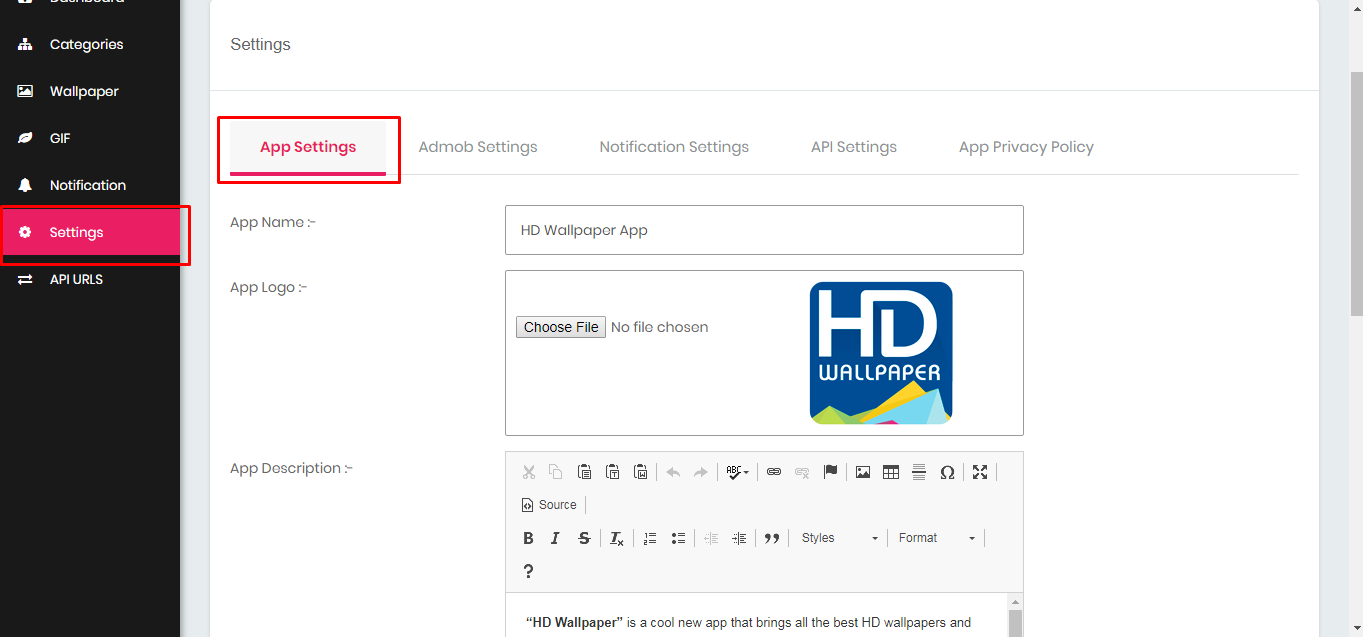 Dashboard
Categories
Wallpaper
GIF
Notification
Settings
API URLS
Settings
App Settings Admob Settings Notification Settings API Settings App Privacy Policy
App Name :-
HD Wallpaper App
App Logo :-
Choose File No file chosen
HD
WALLPAPER
App Description :-
ABC
Source
B I S Tx
Styles Format
?
“HD Wallpaper” is a cool new app that brings all the best HD wallpapers and